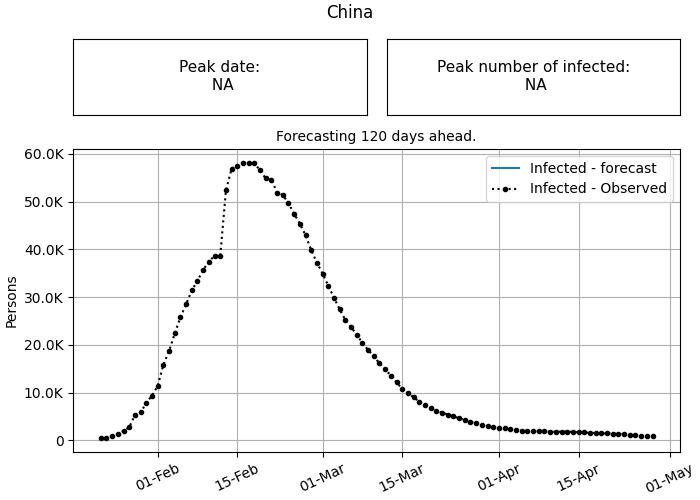 China
Peak date:
NA
Peak number of infected:
NA
Forecasting 120 days ahead.
Infected - forecast
Infected - Observed
Persons
60.0K
50.0K
40.0K
30.0K
20.0K
10.0K
0
01-Feb
15-Feb
01-Mar
15-Mar
01-Apr
15-Apr
01-May